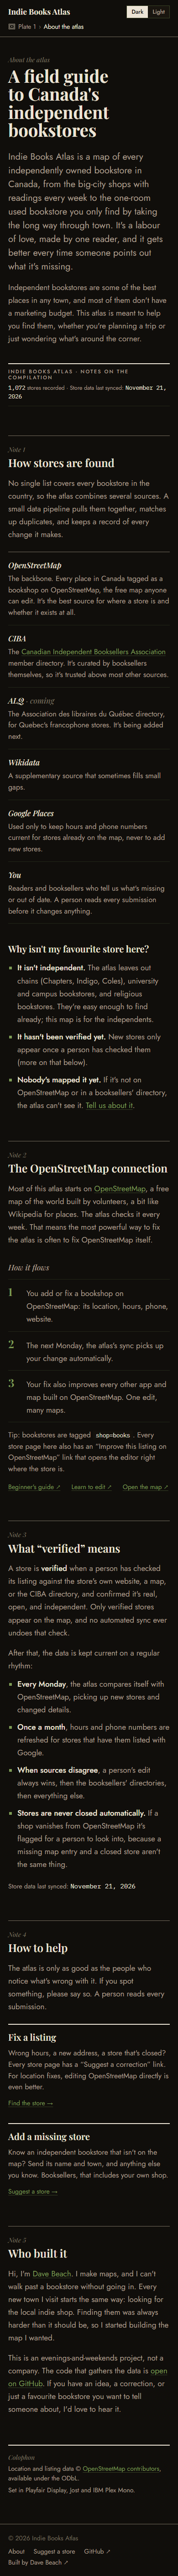 Indie Books Atlas
Dark Light
Plate 1 › About the atlas
About the atlas
A field guide
to Canada's
independent
bookstores
Indie Books Atlas is a map of every
independently owned bookstore in
Canada, from the big-city shops with
readings every week to the one-room
used bookstore you only find by taking
the long way through town. It's a labour
of love, made by one reader, and it gets
better every time someone points out
what it's missing.
Independent bookstores are some of the best
places in any town, and most of them don't have
a marketing budget. This atlas is meant to help
you find them, whether you're planning a trip or
just wondering what's around the corner.
INDIE BOOKS ATLAS · NOTES ON THE
COMPILATION
1,072 stores recorded · Store data last synced: November 21,
2026
Note 1
How stores are found
No single list covers every bookstore in the
country, so the atlas combines several sources. A
small data pipeline pulls them together, matches
up duplicates, and keeps a record of every
change it makes.
OpenStreetMap
The backbone. Every place in Canada tagged as a
bookshop on OpenStreetMap, the free map anyone
can edit. It's the best source for where a store is and
whether it exists at all.
CIBA
The Canadian Independent Booksellers Association
member directory. It's curated by booksellers
themselves, so it's trusted above most other sources.
ALQ · coming
The Association des libraires du Québec directory,
for Quebec's francophone stores. It's being added
next.
Wikidata
A supplementary source that sometimes fills small
gaps.
Google Places
Used only to keep hours and phone numbers
current for stores already on the map, never to add
new stores.
You
Readers and booksellers who tell us what's missing
or out of date. A person reads every submission
before it changes anything.
Why isn't my favourite store here?
▪ It isn't independent. The atlas leaves out
chains (Chapters, Indigo, Coles), university
and campus bookstores, and religious
bookstores. They're easy enough to find
already; this map is for the independents.
▪ It hasn't been verified yet. New stores only
appear once a person has checked them
(more on that below).
▪ Nobody's mapped it yet. If it's not on
OpenStreetMap or in a booksellers' directory,
the atlas can't see it. Tell us about it.
Note 2
The OpenStreetMap connection
Most of this atlas starts on OpenStreetMap, a free
map of the world built by volunteers, a bit like
Wikipedia for places. The atlas checks it every
week. That means the most powerful way to fix
the atlas is often to fix OpenStreetMap itself.
How it flows
1 You add or fix a bookshop on
OpenStreetMap: its location, hours, phone,
website.
2 The next Monday, the atlas's sync picks up
your change automatically.
3 Your fix also improves every other app and
map built on OpenStreetMap. One edit,
many maps.
Tip: bookstores are tagged shop=books . Every
store page here also has an “Improve this listing on
OpenStreetMap” link that opens the editor right
where the store is.
Beginner's guide ↗ Learn to edit ↗ Open the map ↗
Note 3
What “verified” means
A store is verified when a person has checked
its listing against the store's own website, a map,
or the CIBA directory, and confirmed it's real,
open, and independent. Only verified stores
appear on the map, and no automated sync ever
undoes that check.
After that, the data is kept current on a regular
rhythm:
▪ Every Monday, the atlas compares itself with
OpenStreetMap, picking up new stores and
changed details.
▪ Once a month, hours and phone numbers are
refreshed for stores that have them listed with
Google.
▪ When sources disagree, a person's edit
always wins, then the booksellers' directories,
then everything else.
▪ Stores are never closed automatically. If a
shop vanishes from OpenStreetMap it's
flagged for a person to look into, because a
missing map entry and a closed store aren't
the same thing.
Store data last synced: November 21, 2026
Note 4
How to help
The atlas is only as good as the people who
notice what's wrong with it. If you spot
something, please say so. A person reads every
submission.
Fix a listing
Wrong hours, a new address, a store that's closed?
Every store page has a “Suggest a correction” link.
For location fixes, editing OpenStreetMap directly is
even better.
Find the store →
Add a missing store
Know an independent bookstore that isn't on the
map? Send its name and town, and anything else
you know. Booksellers, that includes your own shop.
Suggest a store →
Note 5
Who built it
Hi, I'm Dave Beach. I make maps, and I can't
walk past a bookstore without going in. Every
new town I visit starts the same way: looking for
the local indie shop. Finding them was always
harder than it should be, so I started building the
map I wanted.
This is an evenings-and-weekends project, not a
company. The code that gathers the data is open
on GitHub. If you have an idea, a correction, or
just a favourite bookstore you want to tell
someone about, I'd love to hear it.
Colophon
Location and listing data © OpenStreetMap contributors,
available under the ODbL.
Set in Playfair Display, Jost and IBM Plex Mono.
© 2026 Indie Books Atlas
About Suggest a store GitHub ↗
Built by Dave Beach ↗